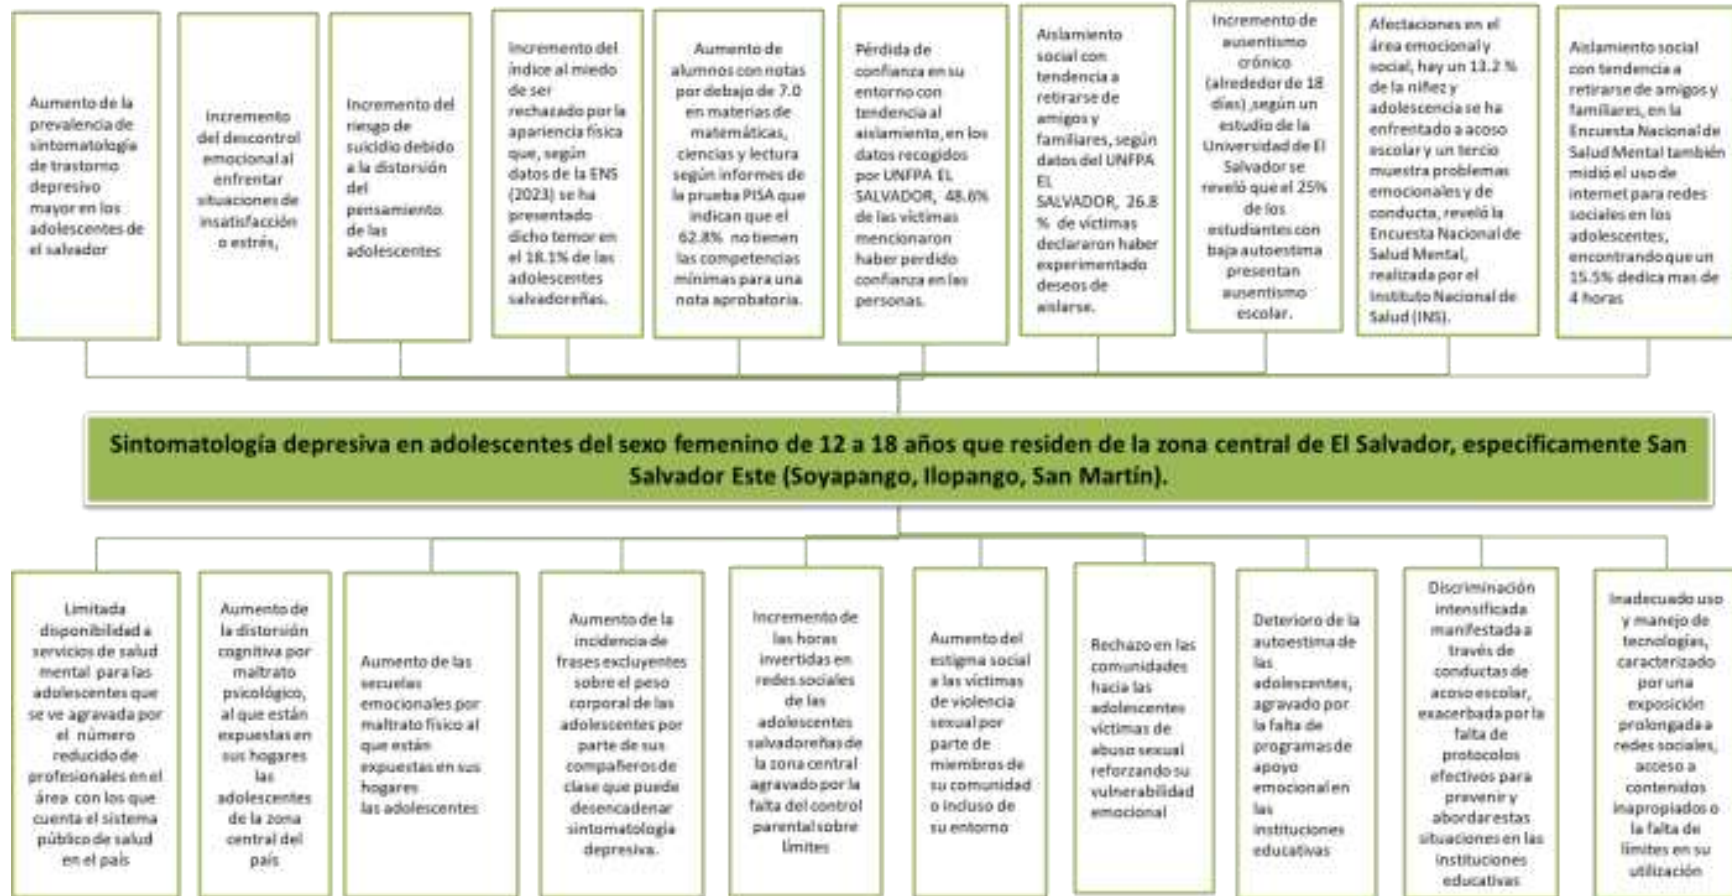 Aumento de la
prevalencia de
sintomatología
de trastorno
depresivo
mayor en los
adolescentes de
el salvador
Incremento
del descontrol
emocional al
enfrentar
situaciones de
insatisfacción
o estrés,
Incremento del
riesgo de
suicidio debido
a la distorsión
del
pensamiento
de las
adolescentes
Incremento del
índice al miedo
de ser
rechazado por la
apariencia física
que, según
datos de la ENS
(2023) se ha
presentado
dicho temor en
el 18.1% de las
adolescentes
salvadoreñas.
Aumento de
alumnos con notas
por debajo de 7.0
en materias de
matemáticas,
ciencias y lectura
según informes de
la prueba PISA que
indican que el
62.8% no tienen
las competencias
mínimas para una
nota aprobatoria.
Pérdida de
confianza en su
entorno con
tendencia al
aislamiento, en los
datos recogidos
por UNFPA EL
SALVADOR, 48.6%
de las víctimas
mencionaron
haber perdido
confianza en las
personas.
Aislamiento
social con
tendencia a
retirarse de
amigos y
familiares, según
datos del UNFPA
EL
SALVADOR, 26.8
% de víctimas
declararon haber
experimentado
deseos de
aislarse.
Incremento de
ausentismo
crónico
(alrededor de 18
días) ,según un
estudio de la
Universidad de El
Salvador se
reveló que el 25%
de los
estudiantes con
baja autoestima
presentan
ausentismo
escolar.
Afectaciones en el
área emocional y
social, hay un 13.2 %
de la niñez y
adolescencia se ha
enfrentado a acoso
escolar y un tercio
muestra problemas
emocionales y de
conducta, reveló la
Encuesta Nacional de
Salud Mental,
realizada por el
Instituto Nacional de
Salud (INS).
Aislamiento social
con tendencia a
retirarse de amigos y
familiares, en la
Encuesta Nacional de
Salud Mental también
midió el uso de
internet para redes
sociales en los
adolescentes,
encontrando que un
15.5% dedica mas de
4 horas
Sintomatología depresiva en adolescentes del sexo femenino de 12 a 18 años que residen de la zona central de El Salvador, específicamente San
Salvador Este (Soyapango, Ilopango, San Martín).
Limitada
disponibilidad a
servicios de salud
mental para las
adolescentes que
se ve agravada por
el número
reducido de
profesionales en el
área con los que
cuenta el sistema
público de salud
en el país
Aumento de
la distorsión
cognitiva por
maltrato
psicológico,
al que están
expuestas en
sus hogares
las
adolescentes
de la zona
central del
país
Aumento de las
secuelas
emocionales por
maltrato físico al
que están
expuestas en sus
hogares
las adolescentes
Aumento de la
incidencia de
frases excluyentes
sobre el peso
corporal de las
adolescentes por
parte de sus
compañeros de
clase que puede
desencadenar
sintomatología
depresiva.
Incremento de
las horas
invertidas en
redes sociales
de las
adolescentes
salvadoreñas de
la zona central
agravado por la
falta del control
parental sobre
límites
Aumento del
estigma social
a las víctimas
de violencia
sexual por
parte de
miembros de
su comunidad
o incluso de
su entorno
Rechazo en las
comunidades
hacia las
adolescentes
víctimas de
abuso sexual
reforzando su
vulnerabilidad
emocional
Deterioro de la
autoestima de
las
adolescentes,
agravado por
la falta de
programas de
apoyo
emocional en
las
instituciones
educativas
Discriminación
intensificada
manifestada a
través de
conductas de
acoso escolar,
exacerbada por la
falta de
protocolos
efectivos para
prevenir y
abordar estas
situaciones en las
instituciones
educativas
Inadecuado uso
y manejo de
tecnologías,
caracterizado
por una
exposición
prolongada a
redes sociales,
acceso a
contenidos
inapropiados o
la falta de
límites en su
utilización